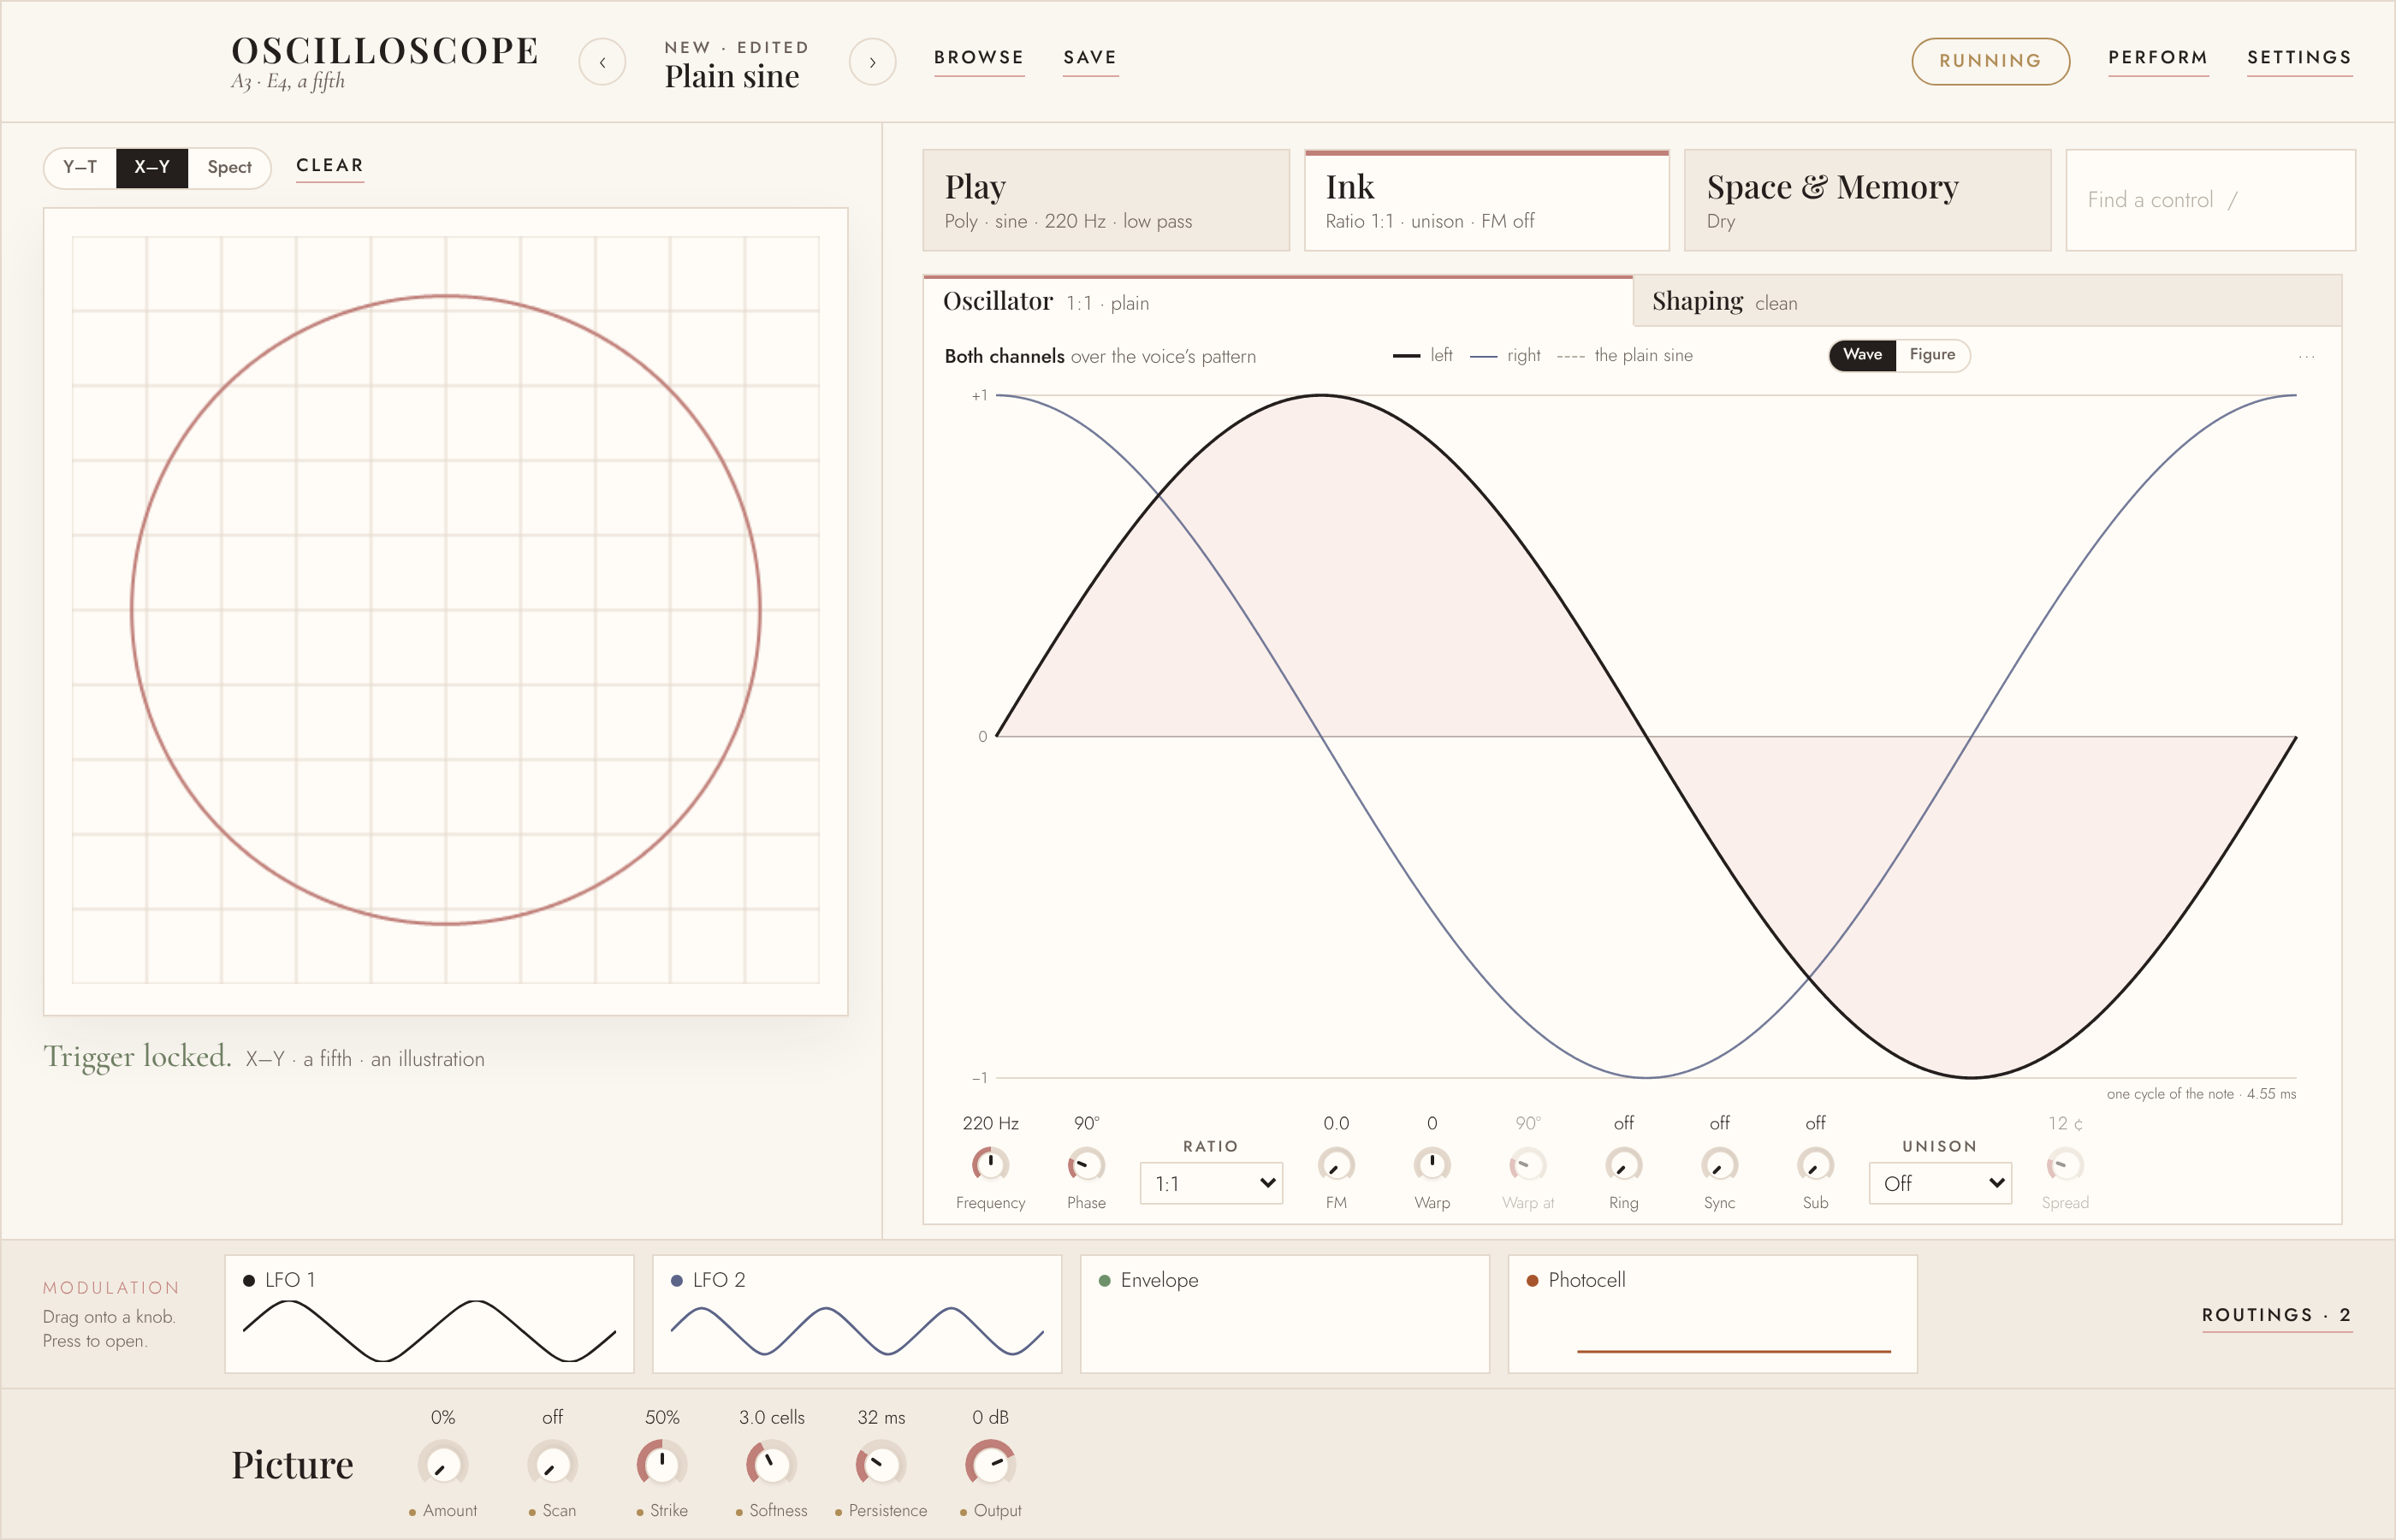 OSCILLOSCOPE
A3 · E4, a fifth
‹
NEW · EDITED
Plain sine
›
BROWSE
SAVE
RUNNING
PERFORM
SETTINGS
Y–T
X–Y
Spect
CLEAR
Play
Poly · sine · 220 Hz · low pass
Ink
Ratio 1:1 · unison · FM off
Space & Memory
Dry
Find a control /
Oscillator 1:1 · plain
Shaping clean
Both channels over the voice’s pattern
left
right
the plain sine
Wave
Figure
...
+1
0
−1
one cycle of the note · 4.55 ms
Trigger locked. X–Y · a fifth · an illustration
220 Hz
Frequency
90°
Phase
RATIO
1:1
0.0
FM
0
Warp
90°
Warp at
off
Ring
off
Sync
off
Sub
UNISON
Off
12 ¢
Spread
MODULATION
Drag onto a knob.
Press to open.
LFO 1
LFO 2
Envelope
Photocell
ROUTINGS · 2
Picture
0%
Amount
off
Scan
50%
Strike
3.0 cells
Softness
32 ms
Persistence
0 dB
Output